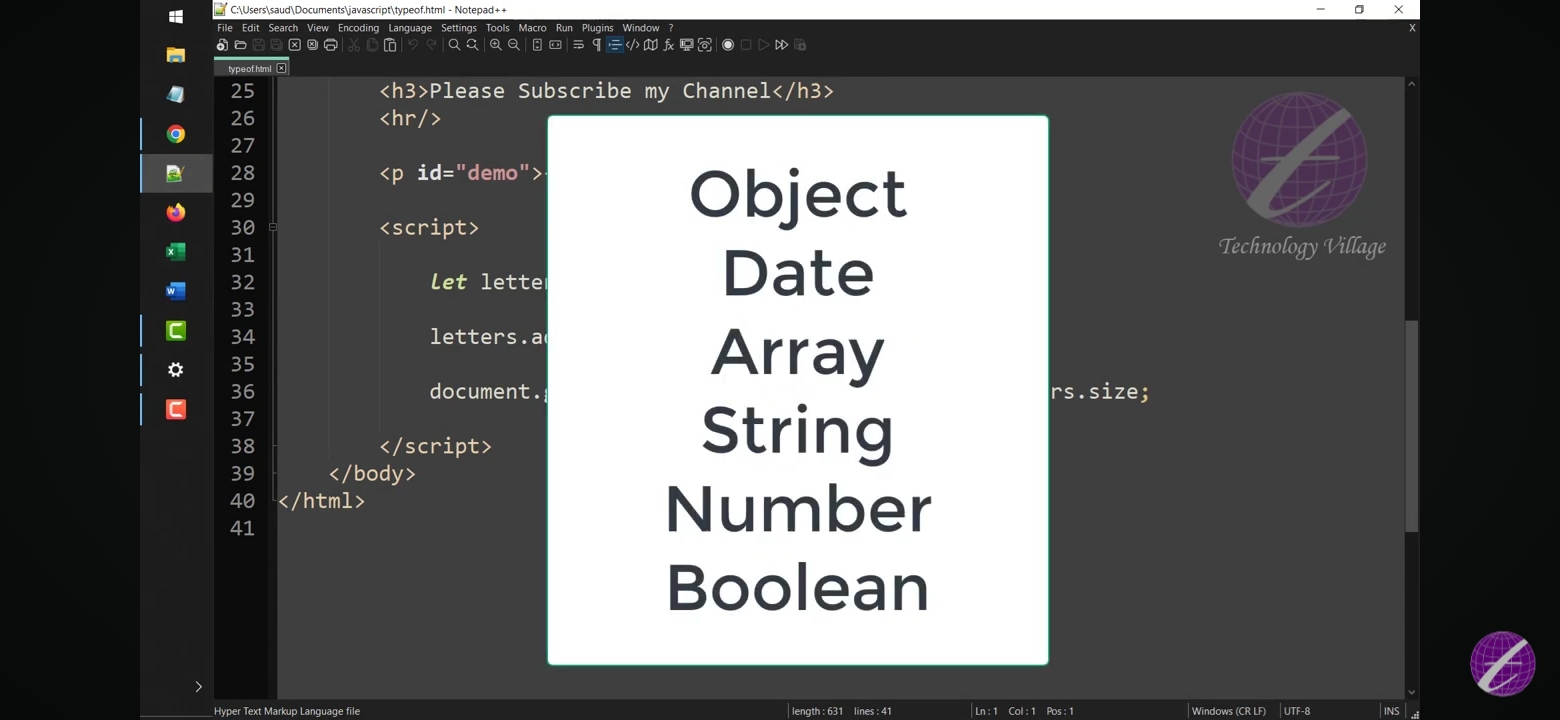 C:\Users\saud\Documents\javascript\typeof.html - Notepad++
File Edit Search View Encoding Language Settings Tools Macro Run Plugins Window ? X
typeof.html
25 <h3>Please Subscribe my Channel</h3>
26 <hr/>
27
28 <p id="demo">
29
30 <script>
31
32 let letter
33
34 letters.a
35
36 document. rs.size;
37
38 </script>
39 </body>
40 </html>
41
Object
Date
Array
String
Number
Boolean
Technology Village
Hyper Text Markup Language file length : 631 lines : 41 Ln : 1 Col : 1 Pos : 1 Windows (CR LF) UTF-8 INS